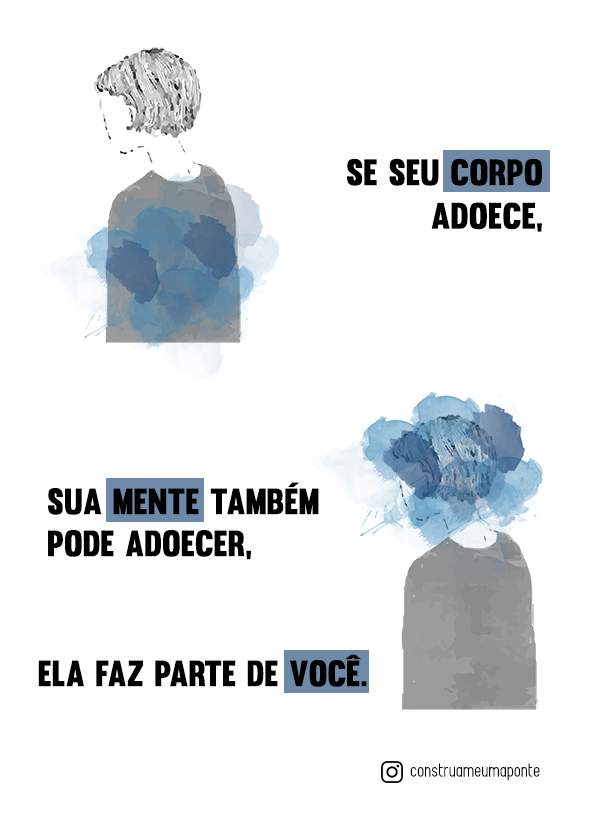 SE SEU CORPO
ADOECE,
SUA MENTE TAMBÉM
PODE ADOECER,
ELA FAZ PARTE DE VOCÊ.
construameumaponte